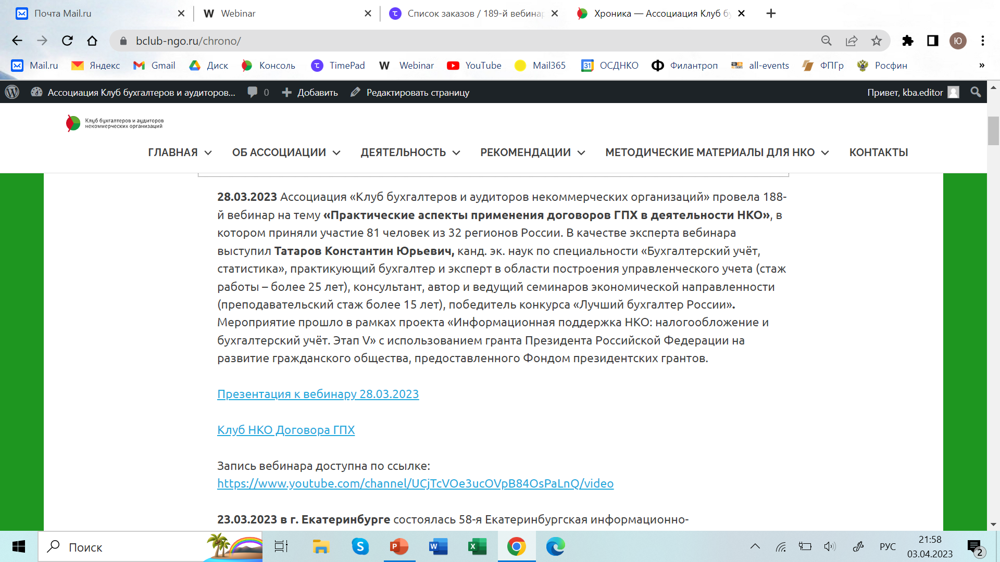 Почта Mail.ru
Webinar
Список заказов / 189-й вебинар
Хроника — Ассоциация Клуб бу
bclub-ngo.ru/chrono/
Ю
Mail.ru Яндекс Gmail Диск Консоль TimePad Webinar YouTube Mail365 ОСДНКО Филантроп all-events ФПГр Росфин »
Ассоциация Клуб бухгалтеров и аудиторов... 0 Добавить Редактировать страницу Привет, kba.editor
Клуб бухгалтеров и аудиторов
некоммерческих организаций
ГЛАВНАЯ ОБ АССОЦИАЦИИ ДЕЯТЕЛЬНОСТЬ РЕКОМЕНДАЦИИ МЕТОДИЧЕСКИЕ МАТЕРИАЛЫ ДЛЯ НКО КОНТАКТЫ
28.03.2023 Ассоциация «Клуб бухгалтеров и аудиторов некоммерческих организаций» провела 188-
й вебинар на тему «Практические аспекты применения договоров ГПХ в деятельности НКО», в
котором приняли участие 81 человек из 32 регионов России. В качестве эксперта вебинара
выступил Татаров Константин Юрьевич, канд. эк. наук по специальности «Бухгалтерский учёт,
статистика», практикующий бухгалтер и эксперт в области построения управленческого учета (стаж
работы – более 25 лет), консультант, автор и ведущий семинаров экономической направленности
(преподавательский стаж более 15 лет), победитель конкурса «Лучший бухгалтер России».
Мероприятие прошло в рамках проекта «Информационная поддержка НКО: налогообложение и
бухгалтерский учёт. Этап V» с использованием гранта Президента Российской Федерации на
развитие гражданского общества, предоставленного Фондом президентских грантов.
Презентация к вебинару 28.03.2023
Клуб НКО Договора ГПХ
Запись вебинара доступна по ссылке:
https://www.youtube.com/channel/UCjTcVOe3ucOVpB84OsPaLnQ/video
23.03.2023 в г. Екатеринбурге состоялась 58-я Екатеринбургская информационно-
Поиск
РУС
21:58
03.04.2023
2